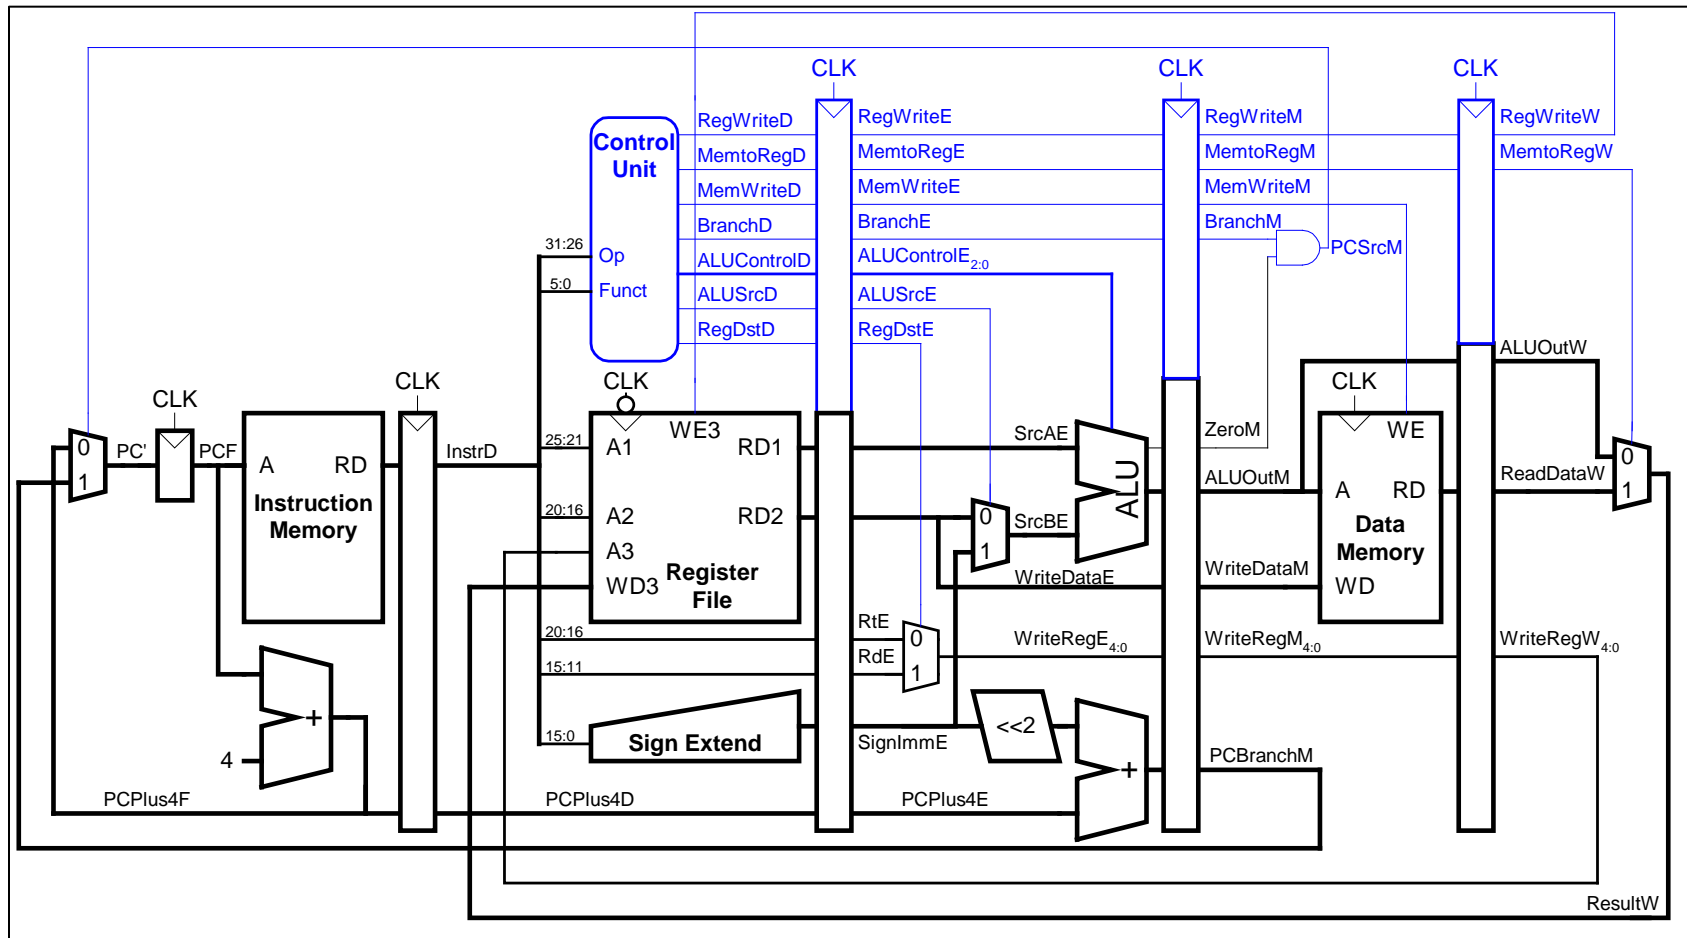 CLK
CLK
CLK
Control
Unit
Op
Funct
31:26
5:0
RegWriteD
MemtoRegD
MemWriteD
BranchD
ALUControlD
ALUSrcD
RegDstD
RegWriteE
MemtoRegE
MemWriteE
BranchE
ALUControlE2:0
ALUSrcE
RegDstE
RegWriteM
MemtoRegM
MemWriteM
BranchM
PCSrcM
RegWriteW
MemtoRegW
0
1
PC'
CLK
PCF
A
RD
Instruction
Memory
CLK
InstrD
25:21
20:16
20:16
15:11
15:0
CLK
WE3
A1
RD1
A2
RD2
A3
WD3
Register
File
Sign Extend
SrcAE
0
1
SrcBE
ALU
WriteDataE
RtE
RdE
0
1
WriteRegE4:0
SignImmE
<<2
+
ZeroM
ALUOutM
WriteDataM
WriteRegM4:0
PCBranchM
CLK
WE
A
RD
Data
Memory
WD
ALUOutW
ReadDataW
0
1
WriteRegW4:0
+
4
PCPlus4F
PCPlus4D
PCPlus4E
ResultW